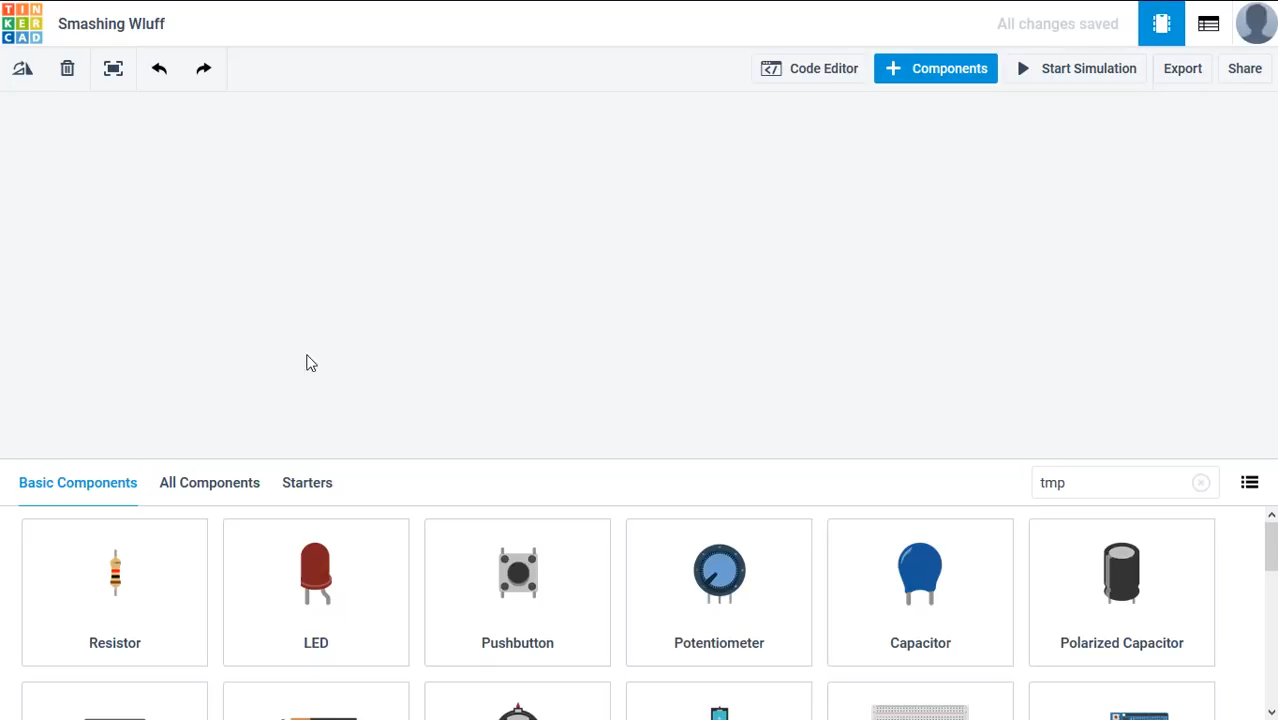 TIN
KER
CAD
Smashing Wluff
All changes saved
Code Editor
Components
Start Simulation
Export
Share
Basic Components
All Components
Starters
tmp
Resistor
LED
Pushbutton
Potentiometer
Capacitor
Polarized Capacitor